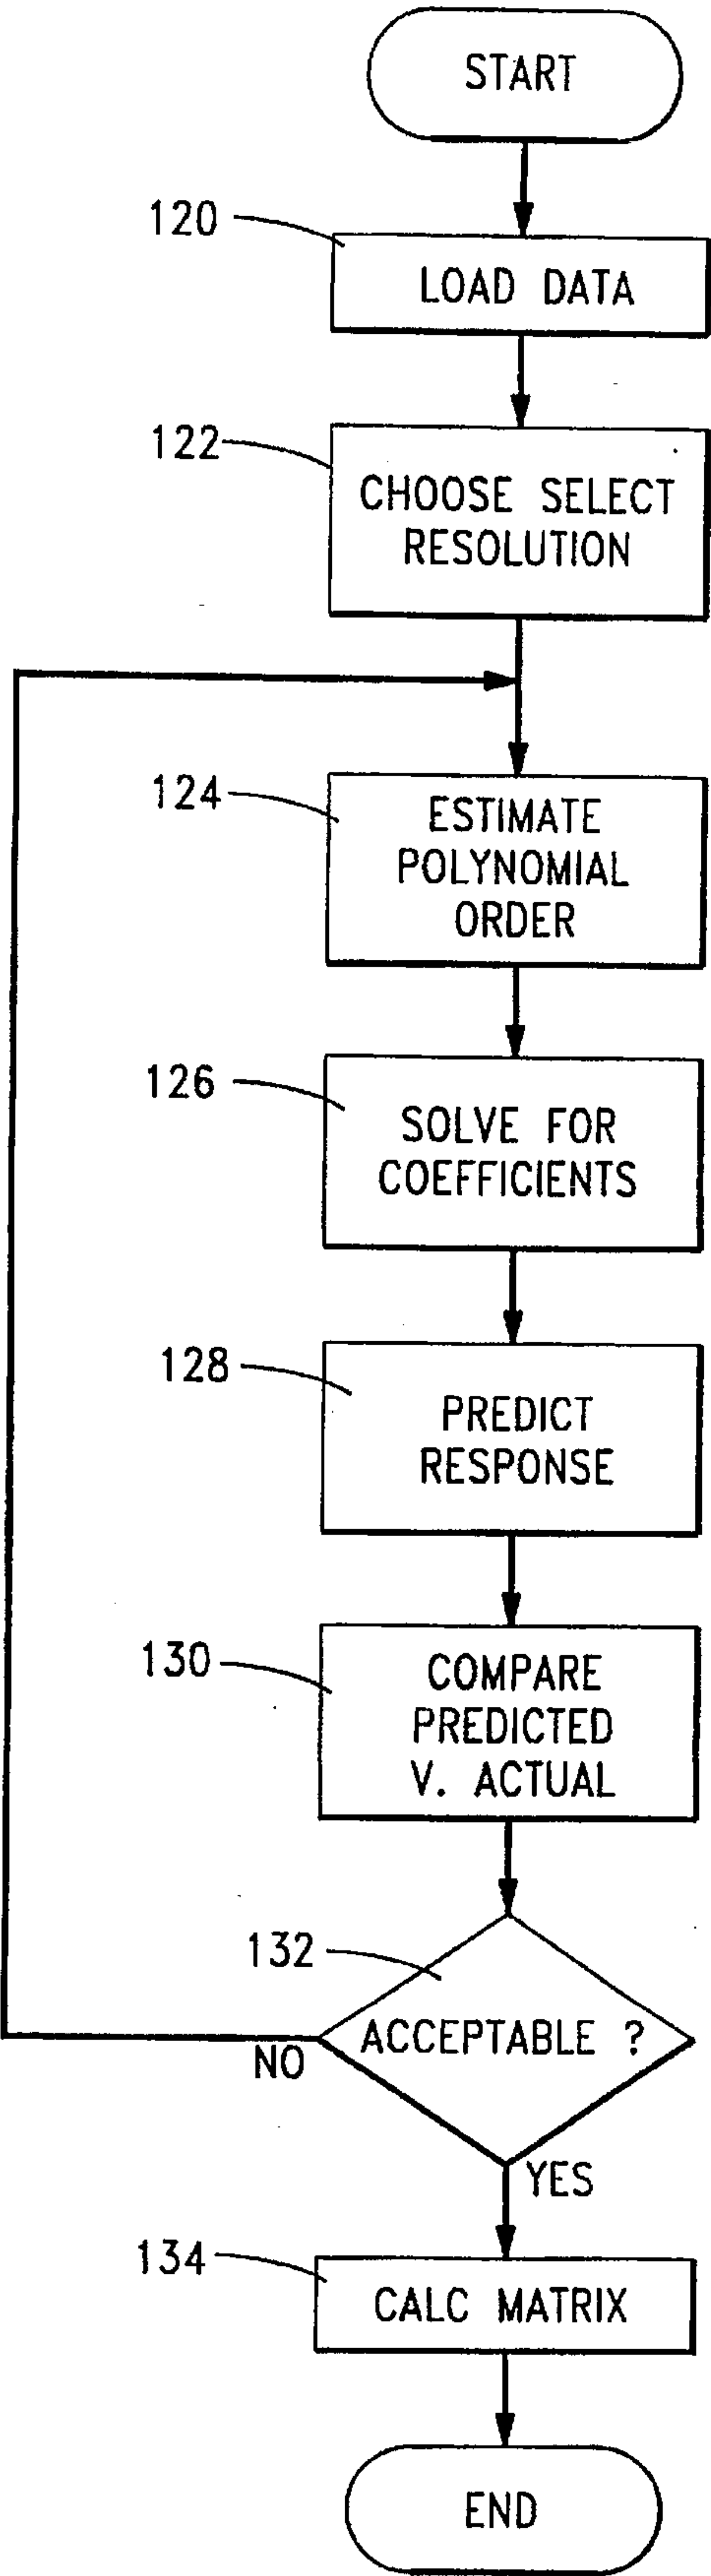 START
120
LOAD DATA
122
CHOOSE SELECT
RESOLUTION
124
ESTIMATE
POLYNOMIAL
ORDER
126
SOLVE FOR
COEFFICIENTS
128
PREDICT
RESPONSE
130
COMPARE
PREDICTED
V. ACTUAL
132
ACCEPTABLE ?
NO
YES
134
CALC MATRIX
END